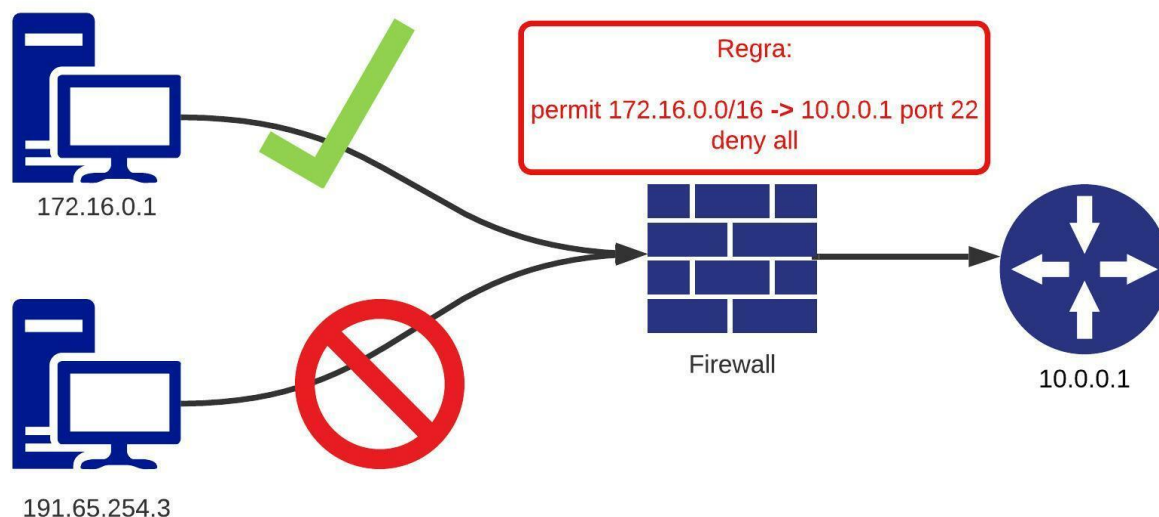 Regra:
permit 172.16.0.0/16 -> 10.0.0.1 port 22
deny all
172.16.0.1
Firewall
10.0.0.1
191.65.254.3